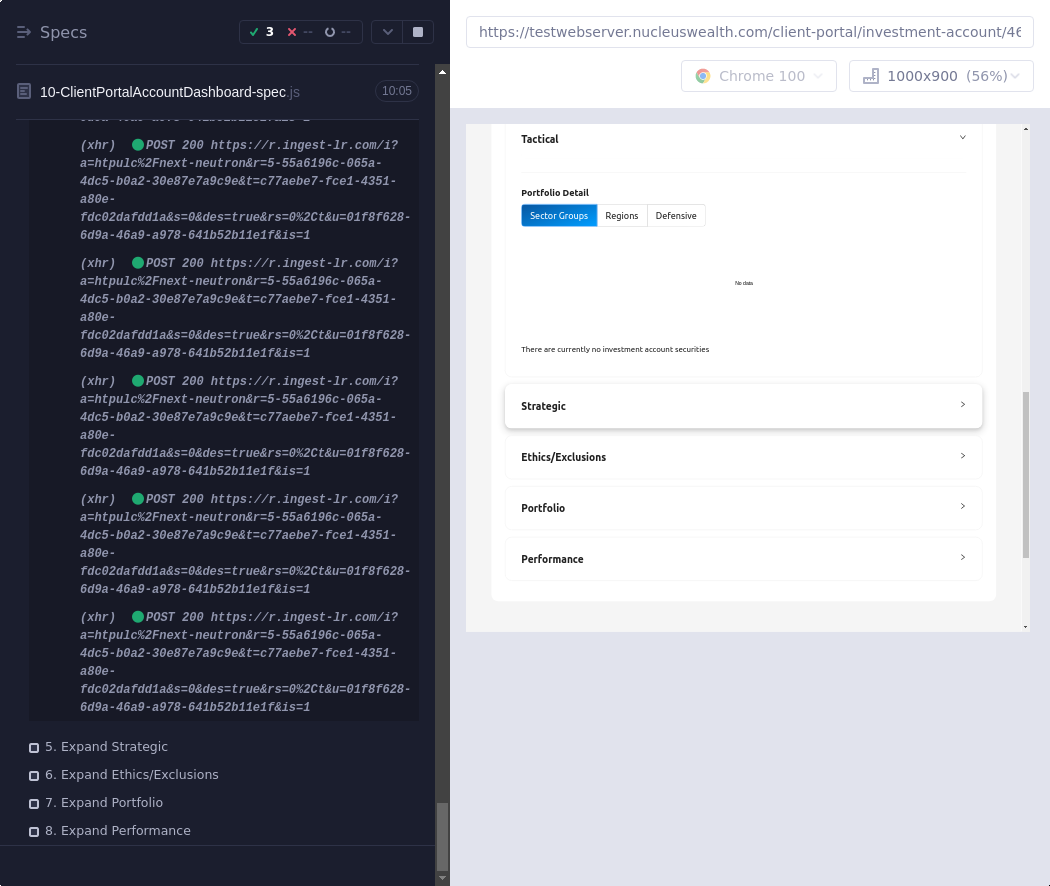 Specs
3
--
--
10-ClientPortalAccountDashboard-spec.js
10:05
(xhr) POST 200 https://r.ingest-lr.com/i?
a=htpulc%2Fnext-neutron&r=5-55a6196c-065a-
4dc5-b0a2-30e87e7a9c9e&t=c77aebe7-fce1-4351-
a80e-
fdc02dafdd1a&s=0&des=true&rs=0%2Ct&u=01f8f628-
6d9a-46a9-a978-641b52b11e1f&is=1
(xhr) POST 200 https://r.ingest-lr.com/i?
a=htpulc%2Fnext-neutron&r=5-55a6196c-065a-
4dc5-b0a2-30e87e7a9c9e&t=c77aebe7-fce1-4351-
a80e-
fdc02dafdd1a&s=0&des=true&rs=0%2Ct&u=01f8f628-
6d9a-46a9-a978-641b52b11e1f&is=1
(xhr) POST 200 https://r.ingest-lr.com/i?
a=htpulc%2Fnext-neutron&r=5-55a6196c-065a-
4dc5-b0a2-30e87e7a9c9e&t=c77aebe7-fce1-4351-
a80e-
fdc02dafdd1a&s=0&des=true&rs=0%2Ct&u=01f8f628-
6d9a-46a9-a978-641b52b11e1f&is=1
(xhr) POST 200 https://r.ingest-lr.com/i?
a=htpulc%2Fnext-neutron&r=5-55a6196c-065a-
4dc5-b0a2-30e87e7a9c9e&t=c77aebe7-fce1-4351-
a80e-
fdc02dafdd1a&s=0&des=true&rs=0%2Ct&u=01f8f628-
6d9a-46a9-a978-641b52b11e1f&is=1
(xhr) POST 200 https://r.ingest-lr.com/i?
a=htpulc%2Fnext-neutron&r=5-55a6196c-065a-
4dc5-b0a2-30e87e7a9c9e&t=c77aebe7-fce1-4351-
a80e-
fdc02dafdd1a&s=0&des=true&rs=0%2Ct&u=01f8f628-
6d9a-46a9-a978-641b52b11e1f&is=1
5. Expand Strategic
6. Expand Ethics/Exclusions
7. Expand Portfolio
8. Expand Performance
https://testwebserver.nucleuswealth.com/client-portal/investment-account/46
Chrome 100
1000x900 (56%)
Tactical
Portfolio Detail
Sector Groups
Regions
Defensive
No data
There are currently no investment account securities
Strategic
Ethics/Exclusions
Portfolio
Performance